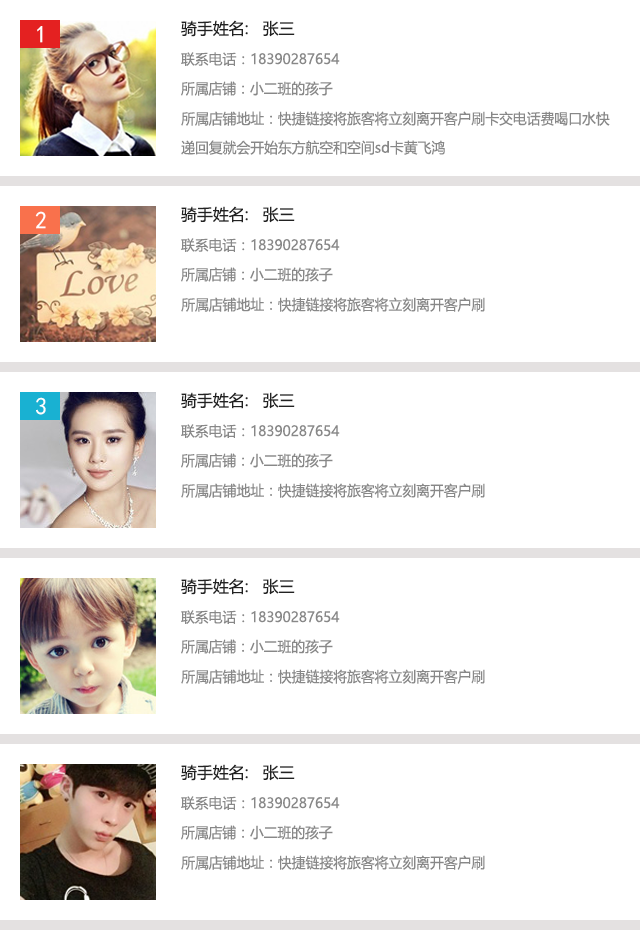 1
骑手姓名: 张三
联系电话：18390287654
所属店铺：小二班的孩子
所属店铺地址：快捷链接将旅客将立刻离开客户刷卡交电话费喝口水快
递回复就会开始东方航空和空间sd卡黄飞鸿
2
Love
骑手姓名: 张三
联系电话：18390287654
所属店铺：小二班的孩子
所属店铺地址：快捷链接将旅客将立刻离开客户刷
3
骑手姓名: 张三
联系电话：18390287654
所属店铺：小二班的孩子
所属店铺地址：快捷链接将旅客将立刻离开客户刷
骑手姓名: 张三
联系电话：18390287654
所属店铺：小二班的孩子
所属店铺地址：快捷链接将旅客将立刻离开客户刷
骑手姓名: 张三
联系电话：18390287654
所属店铺：小二班的孩子
所属店铺地址：快捷链接将旅客将立刻离开客户刷